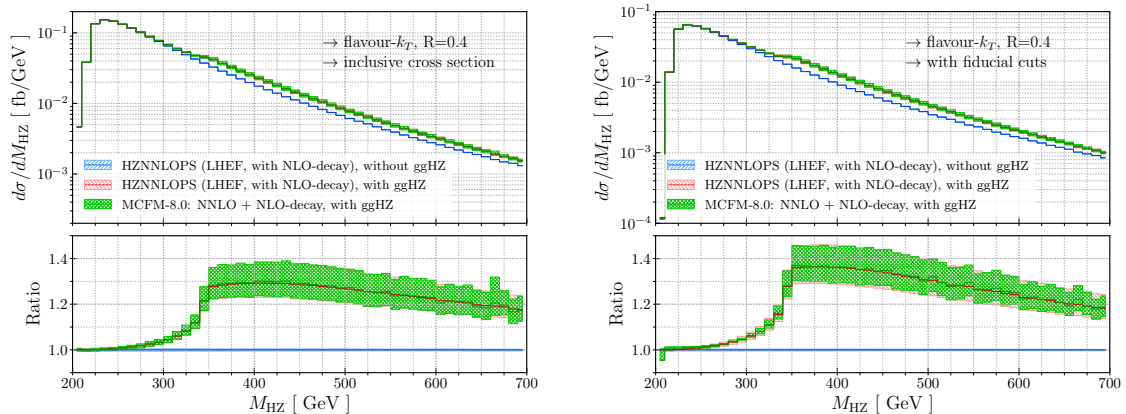 10⁻¹
10⁻²
10⁻³
dσ/dM_HZ [ fb/GeV ]
→ flavour-k_T, R=0.4
→ inclusive cross section
HZNNLOPS (LHEF, with NLO-decay), without ggHZ
HZNNLOPS (LHEF, with NLO-decay), with ggHZ
MCFM-8.0: NNLO + NLO-decay, with ggHZ
1.4
1.2
1.0
Ratio
200 300 400 500 600 700
M_HZ [ GeV ]
10⁻¹
10⁻²
10⁻³
10⁻⁴
dσ/dM_HZ [ fb/GeV ]
→ flavour-k_T, R=0.4
→ with fiducial cuts
HZNNLOPS (LHEF, with NLO-decay), without ggHZ
HZNNLOPS (LHEF, with NLO-decay), with ggHZ
MCFM-8.0: NNLO + NLO-decay, with ggHZ
1.4
1.2
1.0
Ratio
200 300 400 500 600 700
M_HZ [ GeV ]